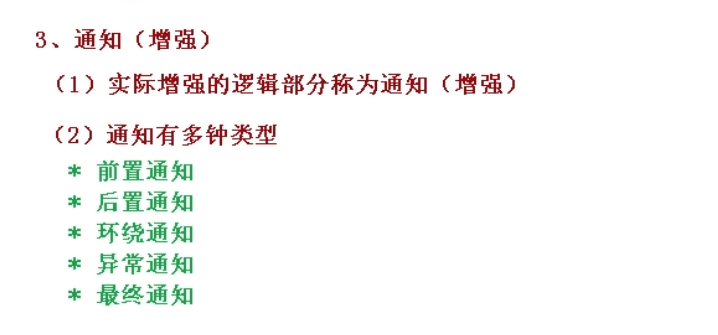 3、通知（增强）
（1）实际增强的逻辑部分称为通知（增强）
（2）通知有多钟类型
* 前置通知
* 后置通知
* 环绕通知
* 异常通知
* 最终通知